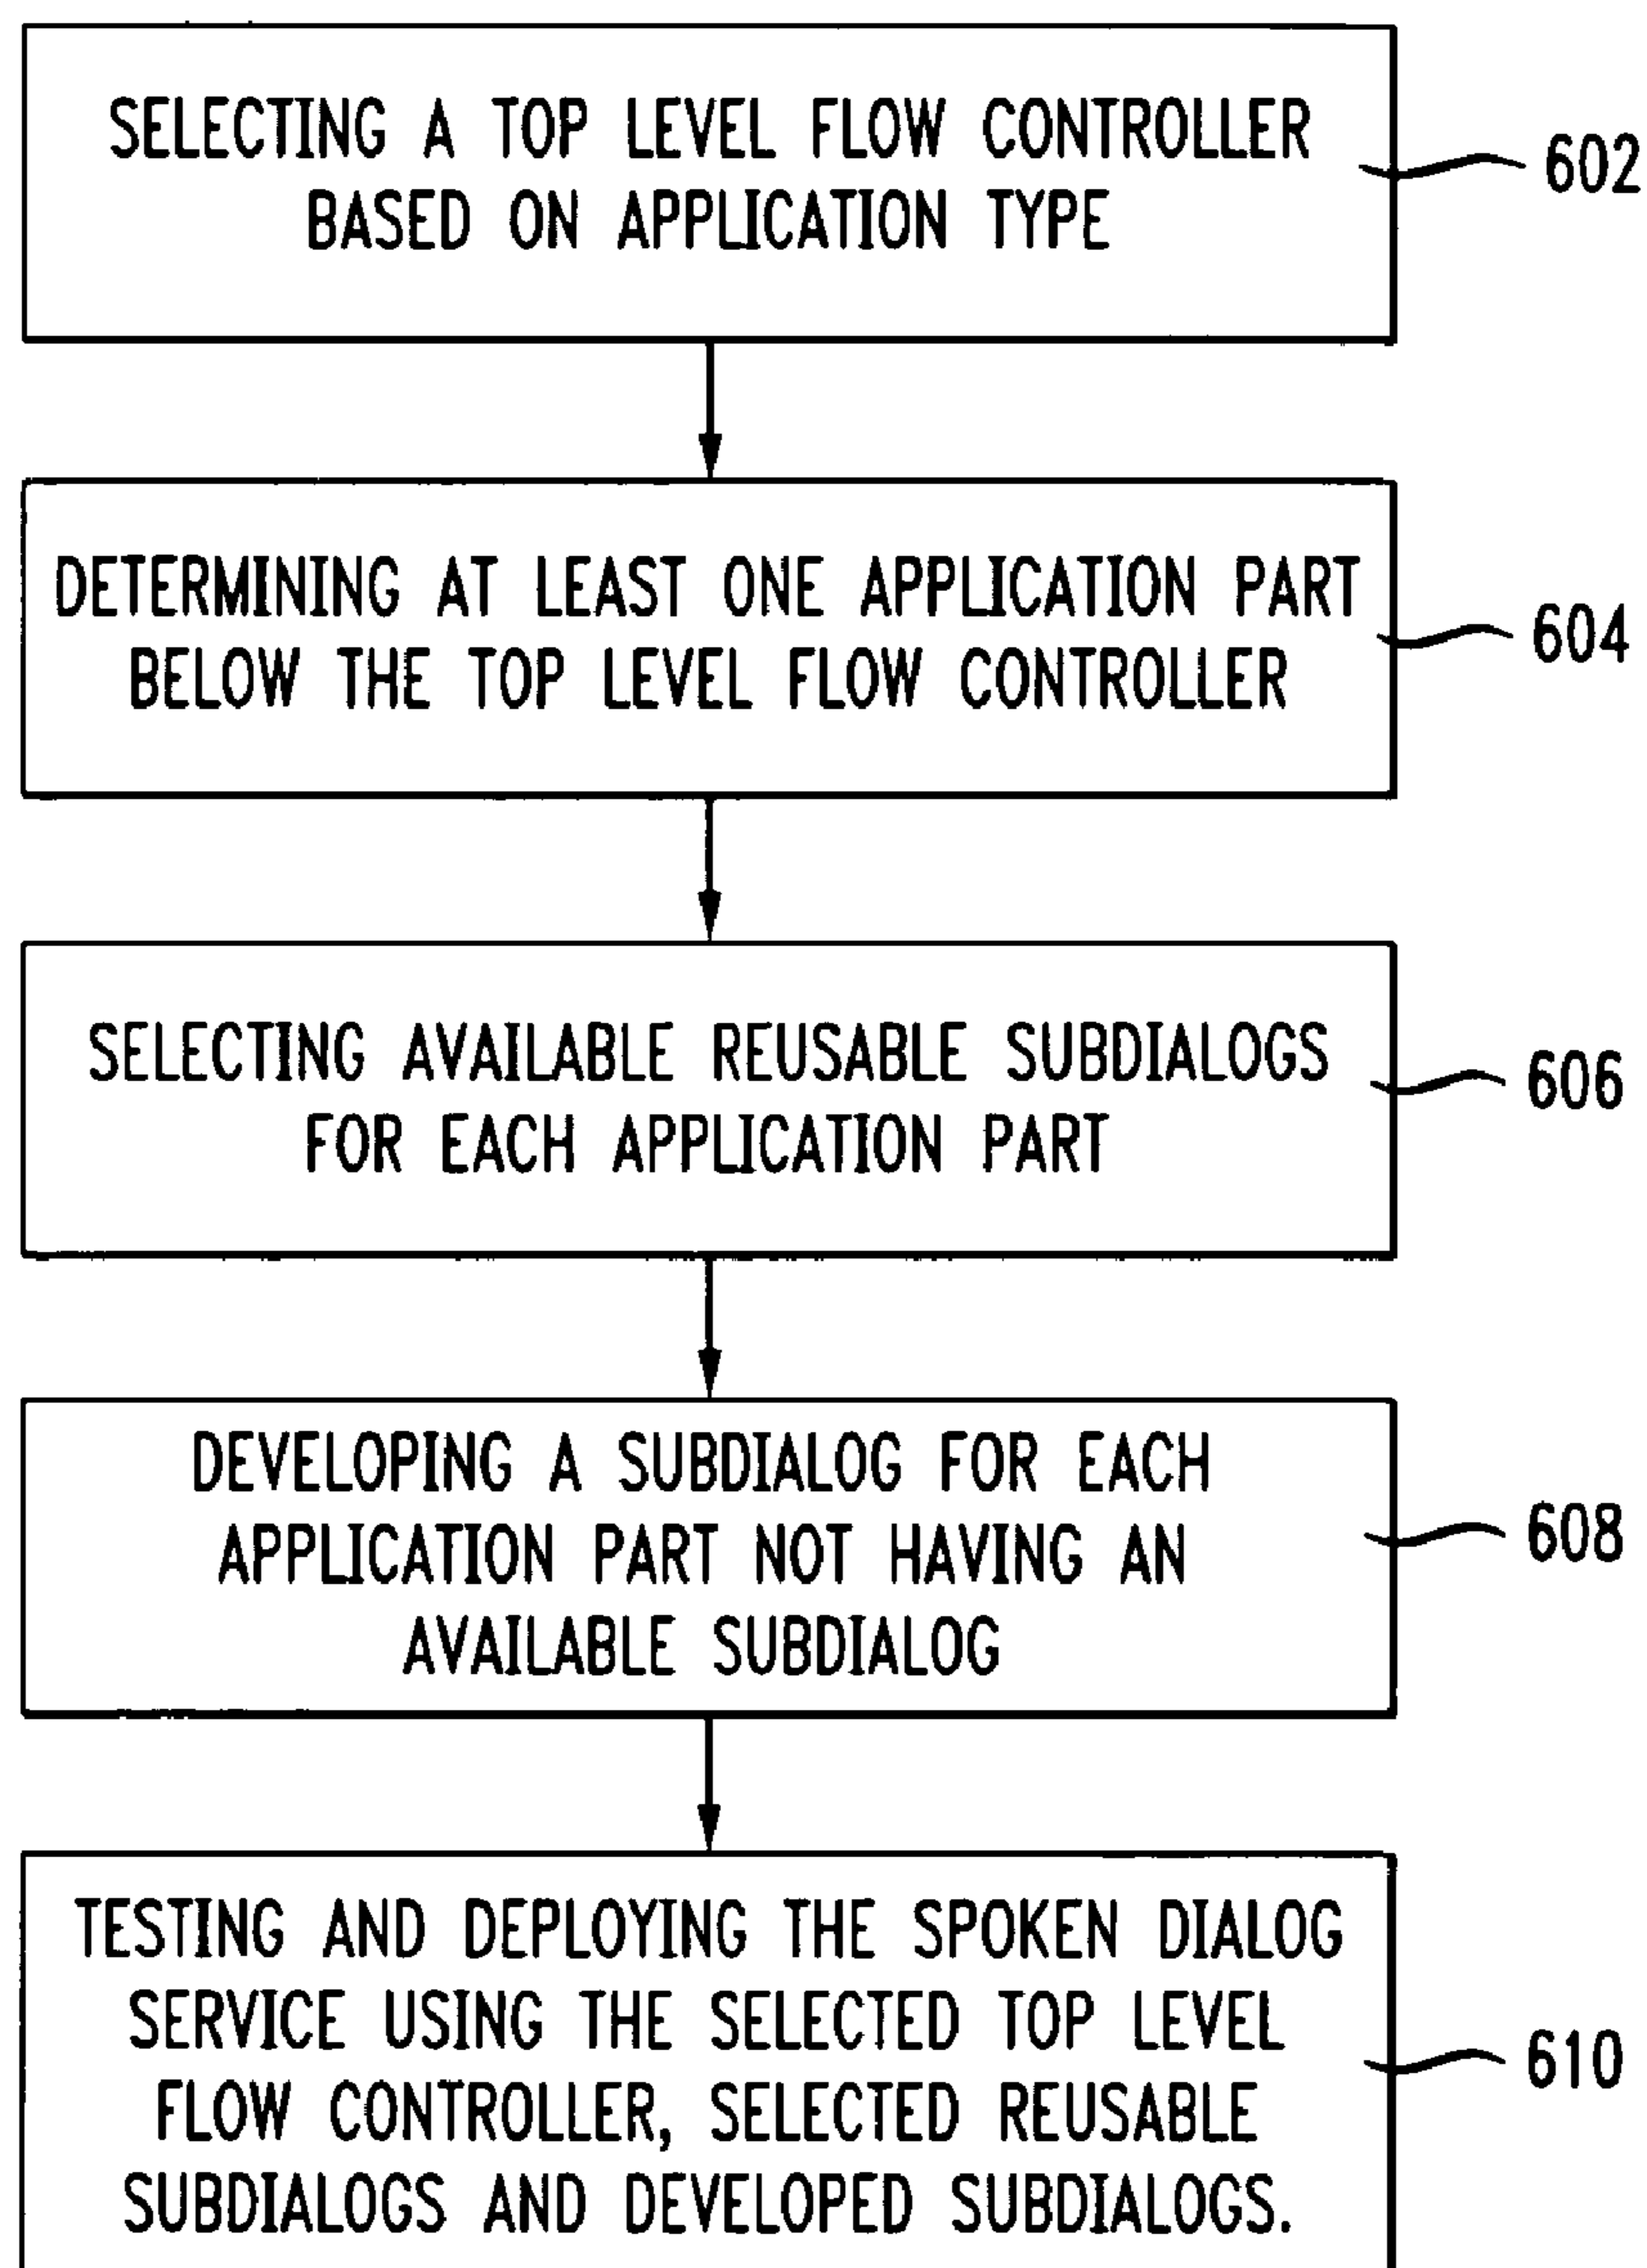 SELECTING A TOP LEVEL FLOW CONTROLLER
BASED ON APPLICATION TYPE
602
DETERMINING AT LEAST ONE APPLICATION PART
BELOW THE TOP LEVEL FLOW CONTROLLER
604
SELECTING AVAILABLE REUSABLE SUBDIALOGS
FOR EACH APPLICATION PART
606
DEVELOPING A SUBDIALOG FOR EACH
APPLICATION PART NOT HAVING AN
AVAILABLE SUBDIALOG
608
TESTING AND DEPLOYING THE SPOKEN DIALOG
SERVICE USING THE SELECTED TOP LEVEL
FLOW CONTROLLER, SELECTED REUSABLE
SUBDIALOGS AND DEVELOPED SUBDIALOGS.
610